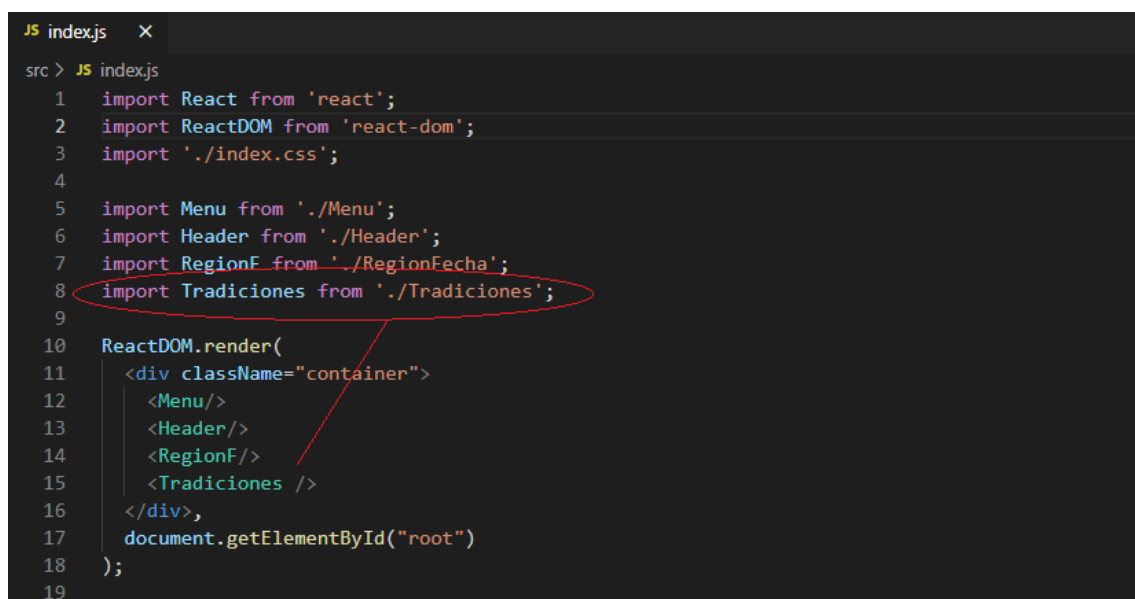 JS index.js ×
src > JS index.js
1 import React from 'react';
2 import ReactDOM from 'react-dom';
3 import './index.css';
4
5 import Menu from './Menu';
6 import Header from './Header';
7 import RegionF from './RegionFecha';
8 import Tradiciones from './Tradiciones';
9
10 ReactDOM.render(
11 <div className="container">
12 <Menu/>
13 <Header/>
14 <RegionF/>
15 <Tradiciones />
16 </div>,
17 document.getElementById("root")
18 );
19